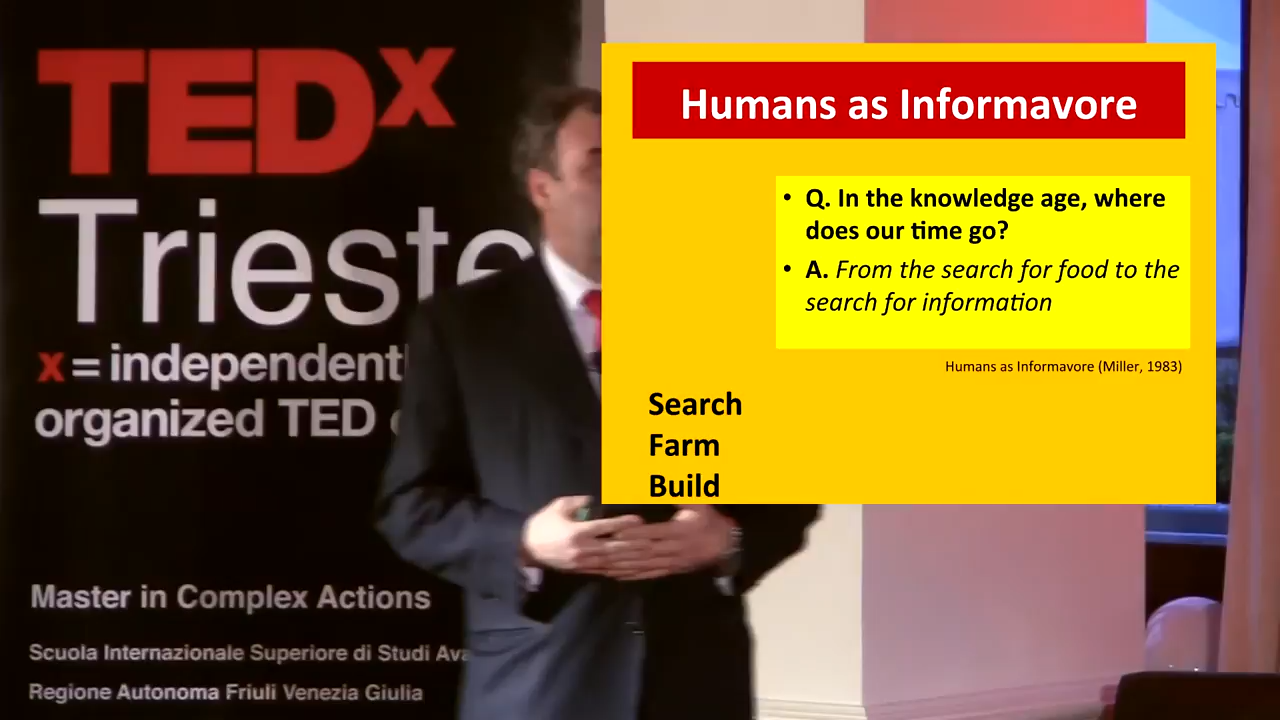 TEDx
Trieste
x = independent
organized TED
Master in Complex Actions
Scuola Internazionale Superiore di Studi
Regione Autonoma Friuli Venezia Giulia
Humans as Informavore
• Q. In the knowledge age, where
does our time go?
• A. From the search for food to the
search for information
Humans as Informavore (Miller, 1983)
Search
Farm
Build